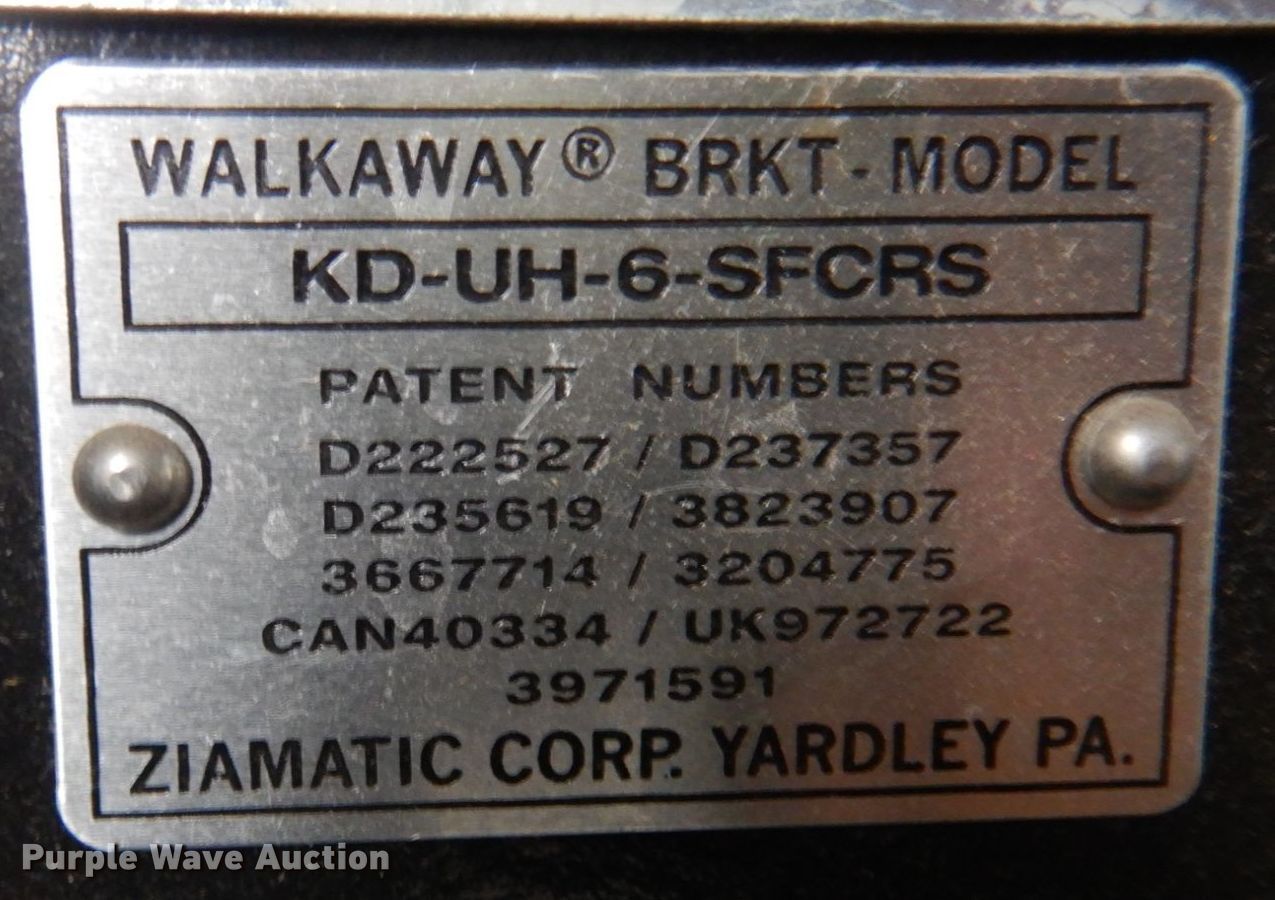 WALKAWAY® BRKT - MODEL
KD-UH-6-SFCRS
PATENT NUMBERS
D222527 / D237357
D235619 / 3823907
3667714 / 3204775
CAN40334 / UK972722
3971591
ZIAMATIC CORP. YARDLEY PA.
Purple Wave Auction